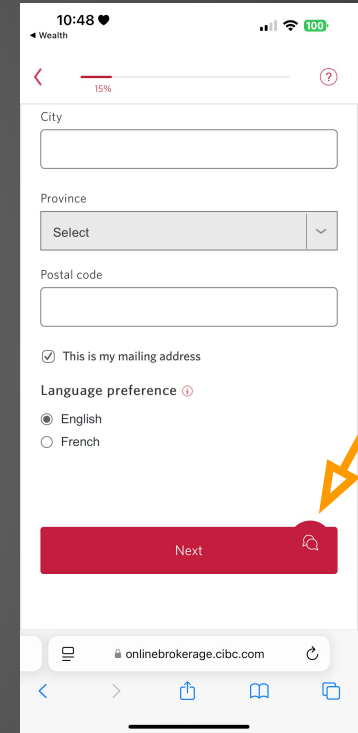 10:48
100
Wealth
?
15%
City
Province
Select
Postal code
This is my mailing address
Language preference i
English
French
Next
onlinebrokerage.cibc.com